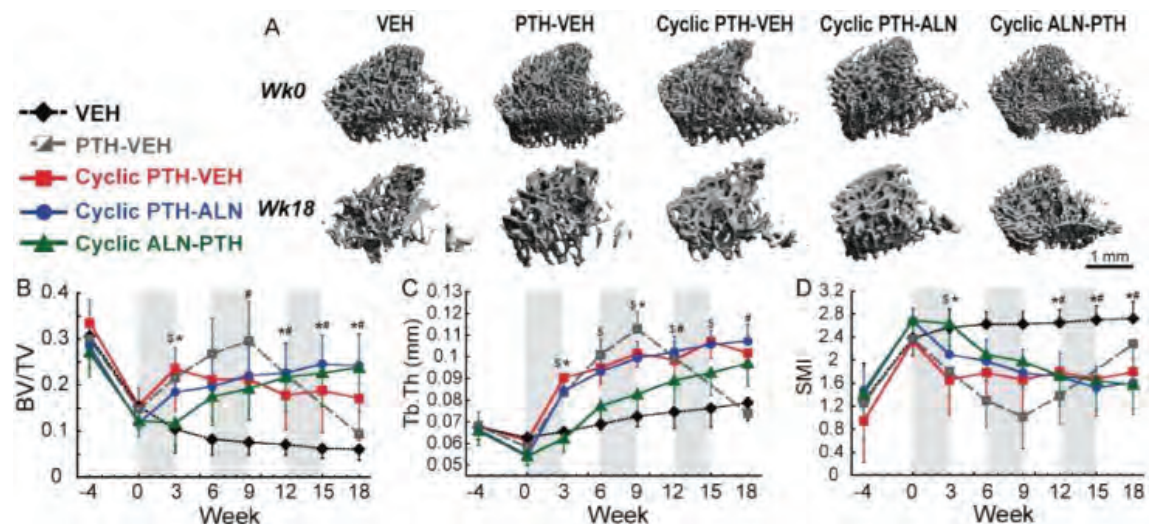 A
VEH PTH-VEH Cyclic PTH-VEH Cyclic PTH-ALN Cyclic ALN-PTH
Wk0
VEH
PTH-VEH
Cyclic PTH-VEH
Cyclic PTH-ALN
Cyclic ALN-PTH
Wk18
1 mm
B
0.4
0.3
0.2
0.1
0
BV/TV
$* # *# *# *#
-4 0 3 6 9 12 15 18
Week
C
0.13
0.12
0.11
0.1
0.09
0.08
0.07
0.06
0.05
Tb.Th (mm)
$* $ $* $# $ #
-4 0 3 6 9 12 15 18
Week
D
3.2
2.8
2.4
2.0
1.6
1.2
0.8
0.4
0
SMI
$* *# *# *#
-4 0 3 6 9 12 15 18
Week